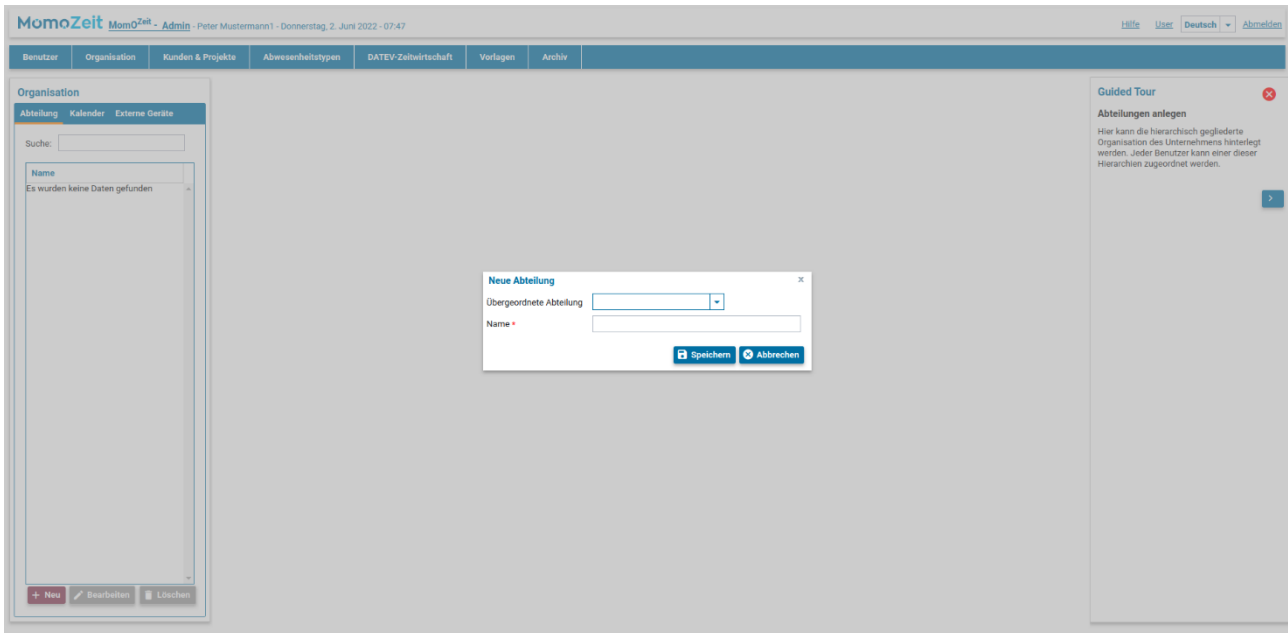 MomoZeit MomO^Zeit - Admin - Peter Mustermann1 - Donnerstag, 2. Juni 2022 - 07:47 Hilfe User Deutsch Abmelden
Benutzer Organisation Kunden & Projekte Abwesenheitstypen DATEV-Zeitwirtschaft Vorlagen Archiv
Organisation
Abteilung Kalender Externe Geräte
Suche:
Name
Es wurden keine Daten gefunden
+ Neu Bearbeiten Löschen
Neue Abteilung x
Übergeordnete Abteilung
Name *
Speichern Abbrechen
Guided Tour
Abteilungen anlegen
Hier kann die hierarchisch gegliederte
Organisation des Unternehmens hinterlegt
werden. Jeder Benutzer kann einer dieser
Hierarchien zugeordnet werden.